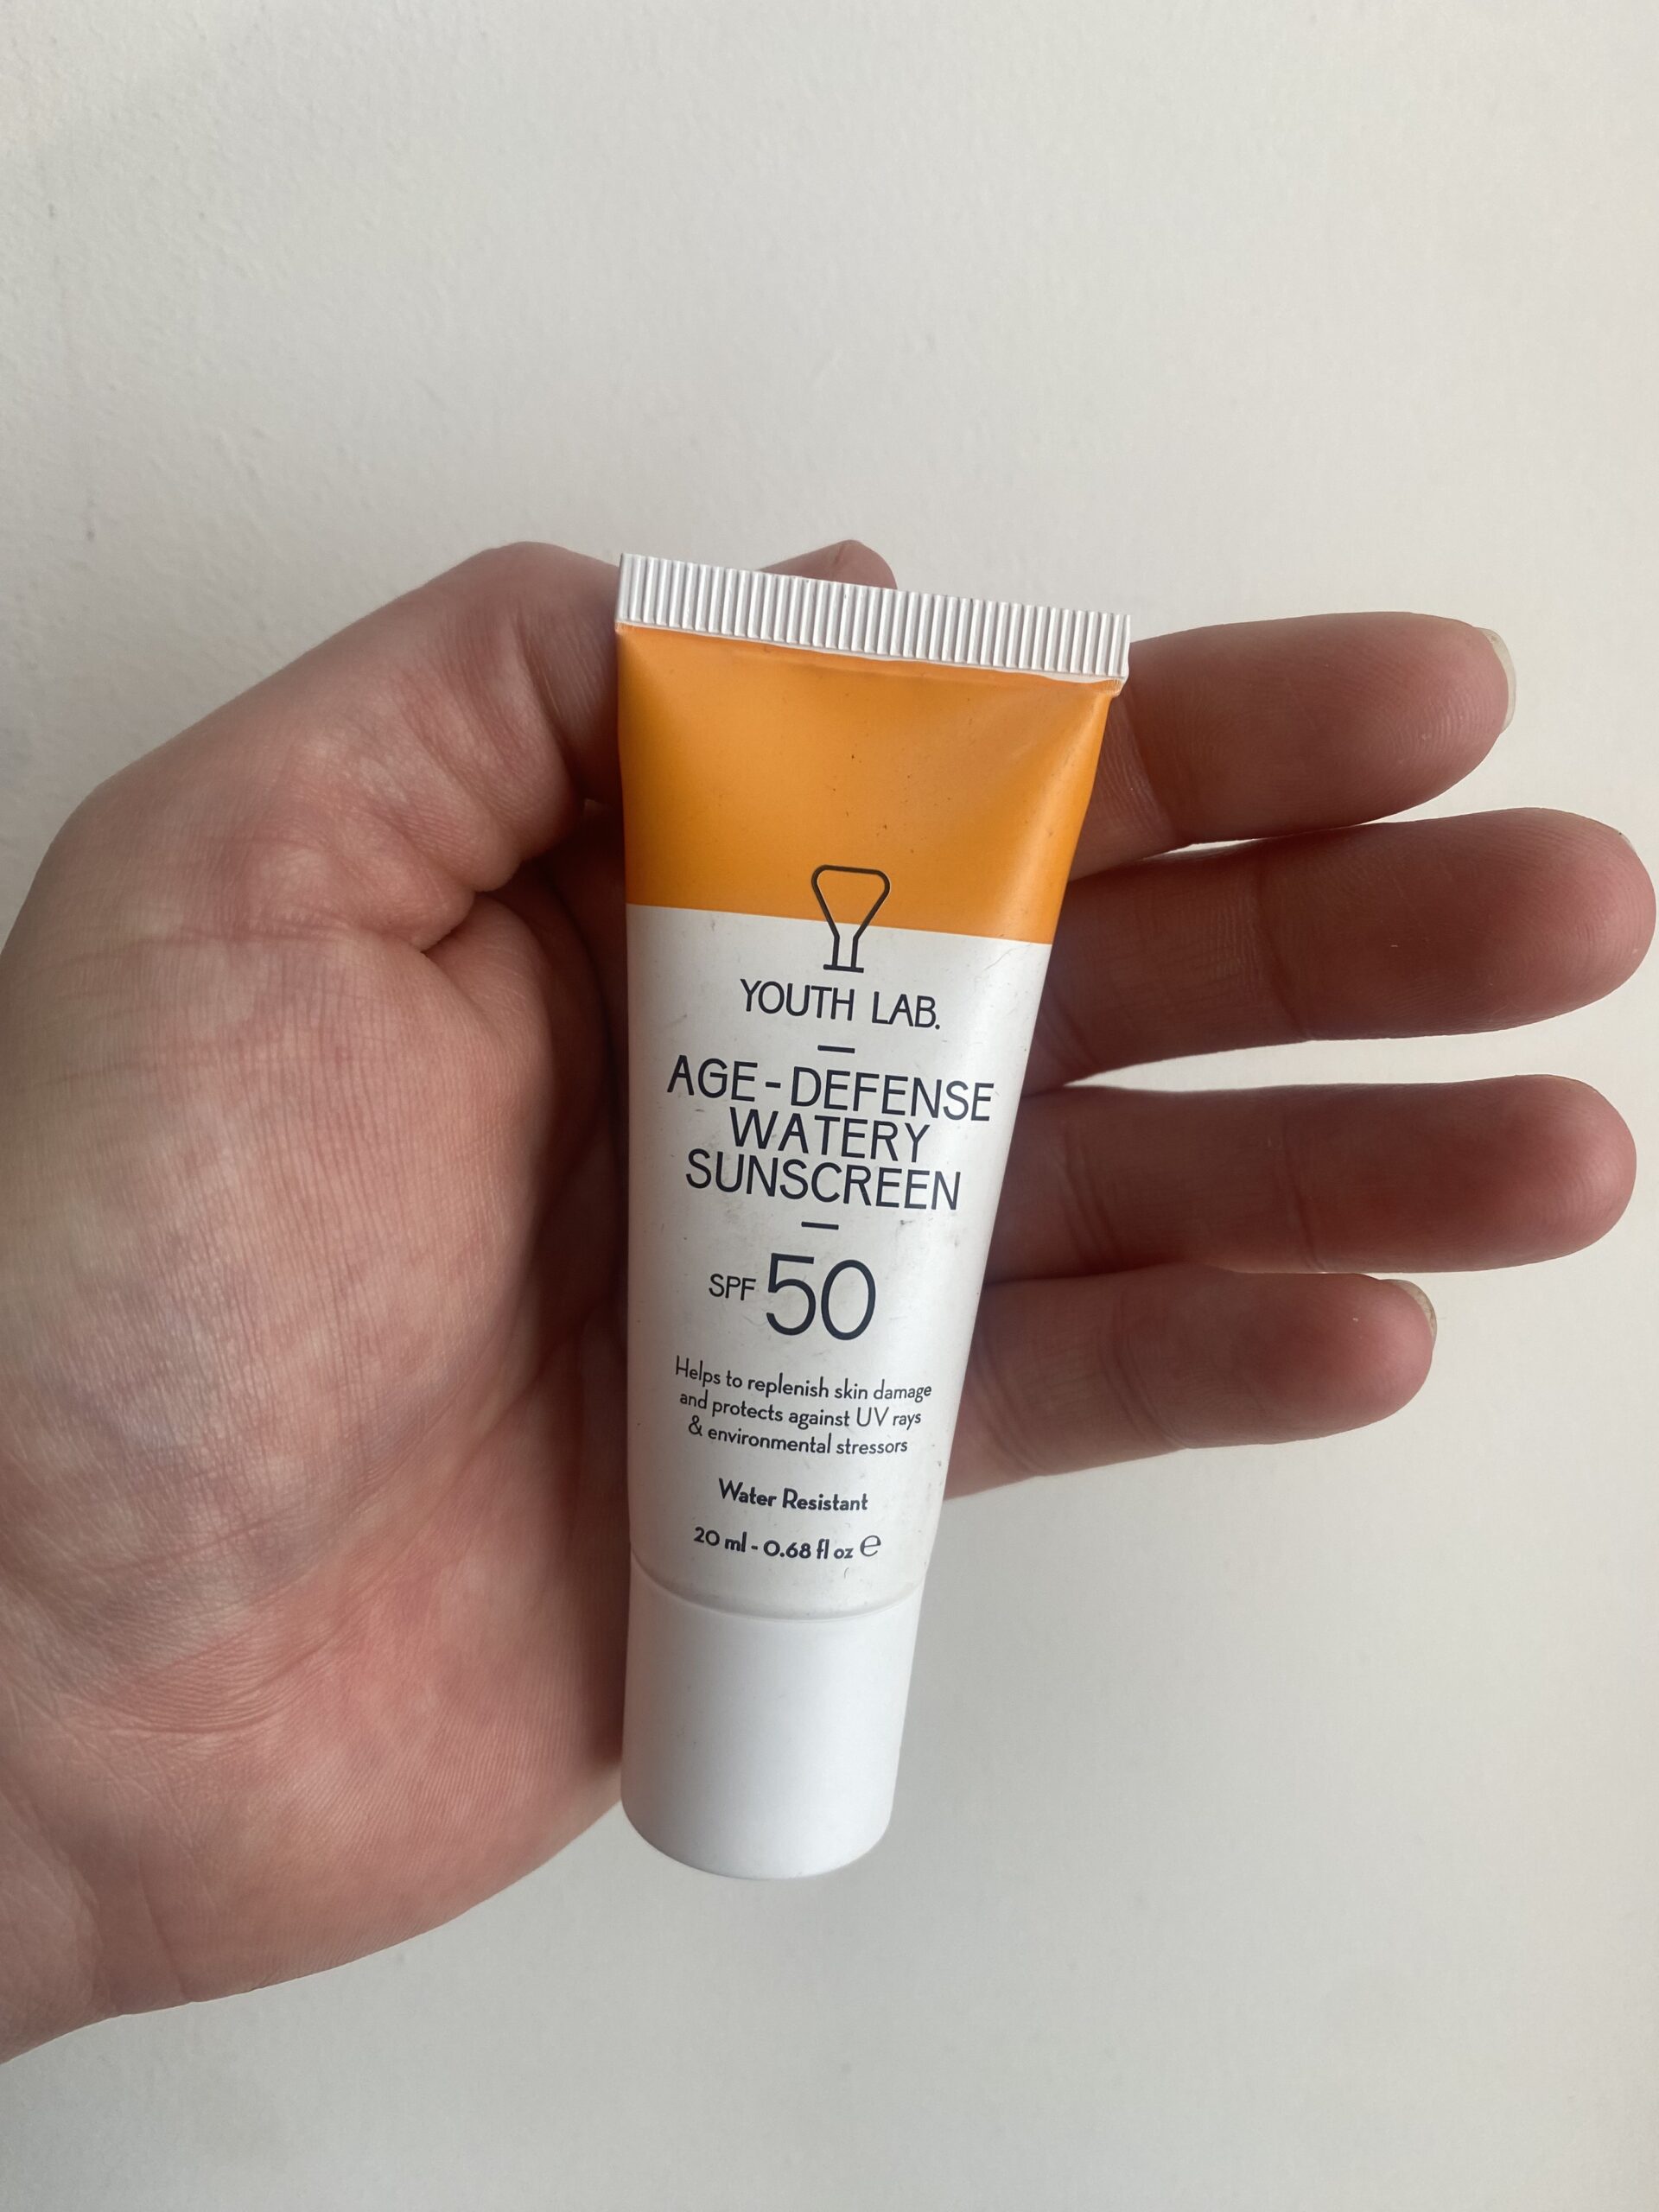 YOUTH LAB.
AGE-DEFENSE
WATERY
SUNSCREEN
SPF 50
Helps to replenish skin damage
and protects against UV rays
& environmental stressors
Water Resistant
20 ml - 0.68 fl oz ℮